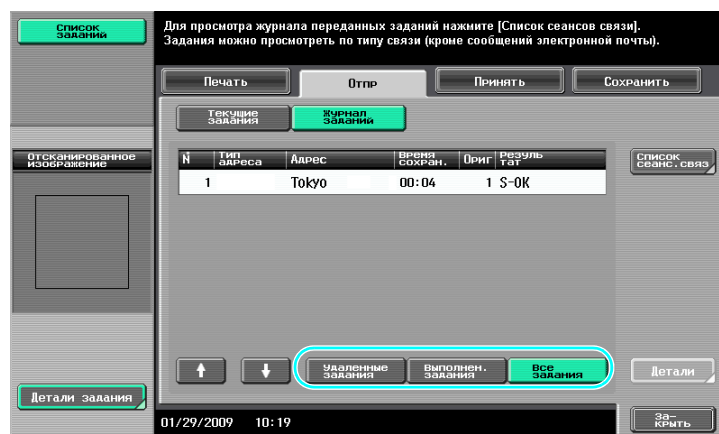 Список
заданий
Для просмотра журнала переданных заданий нажмите [Список сеансов связи].
Задания можно просмотреть по типу связи (кроме сообщений электронной почты).
Печать
Отпр
Принять
Сохранить
Текущие
задания
Журнал
заданий
Отсканированное
изображение
N
Тип
адреса
Адрес
Время
сохран.
Ориг
Резуль
тат
Список
сеанс.связ
1 Tokyo 00:04 1 S-OK
Удаленные
задания
Выполнен.
задания
Все
задания
Детали
Детали задания
01/29/2009 10:19
За-
крыть